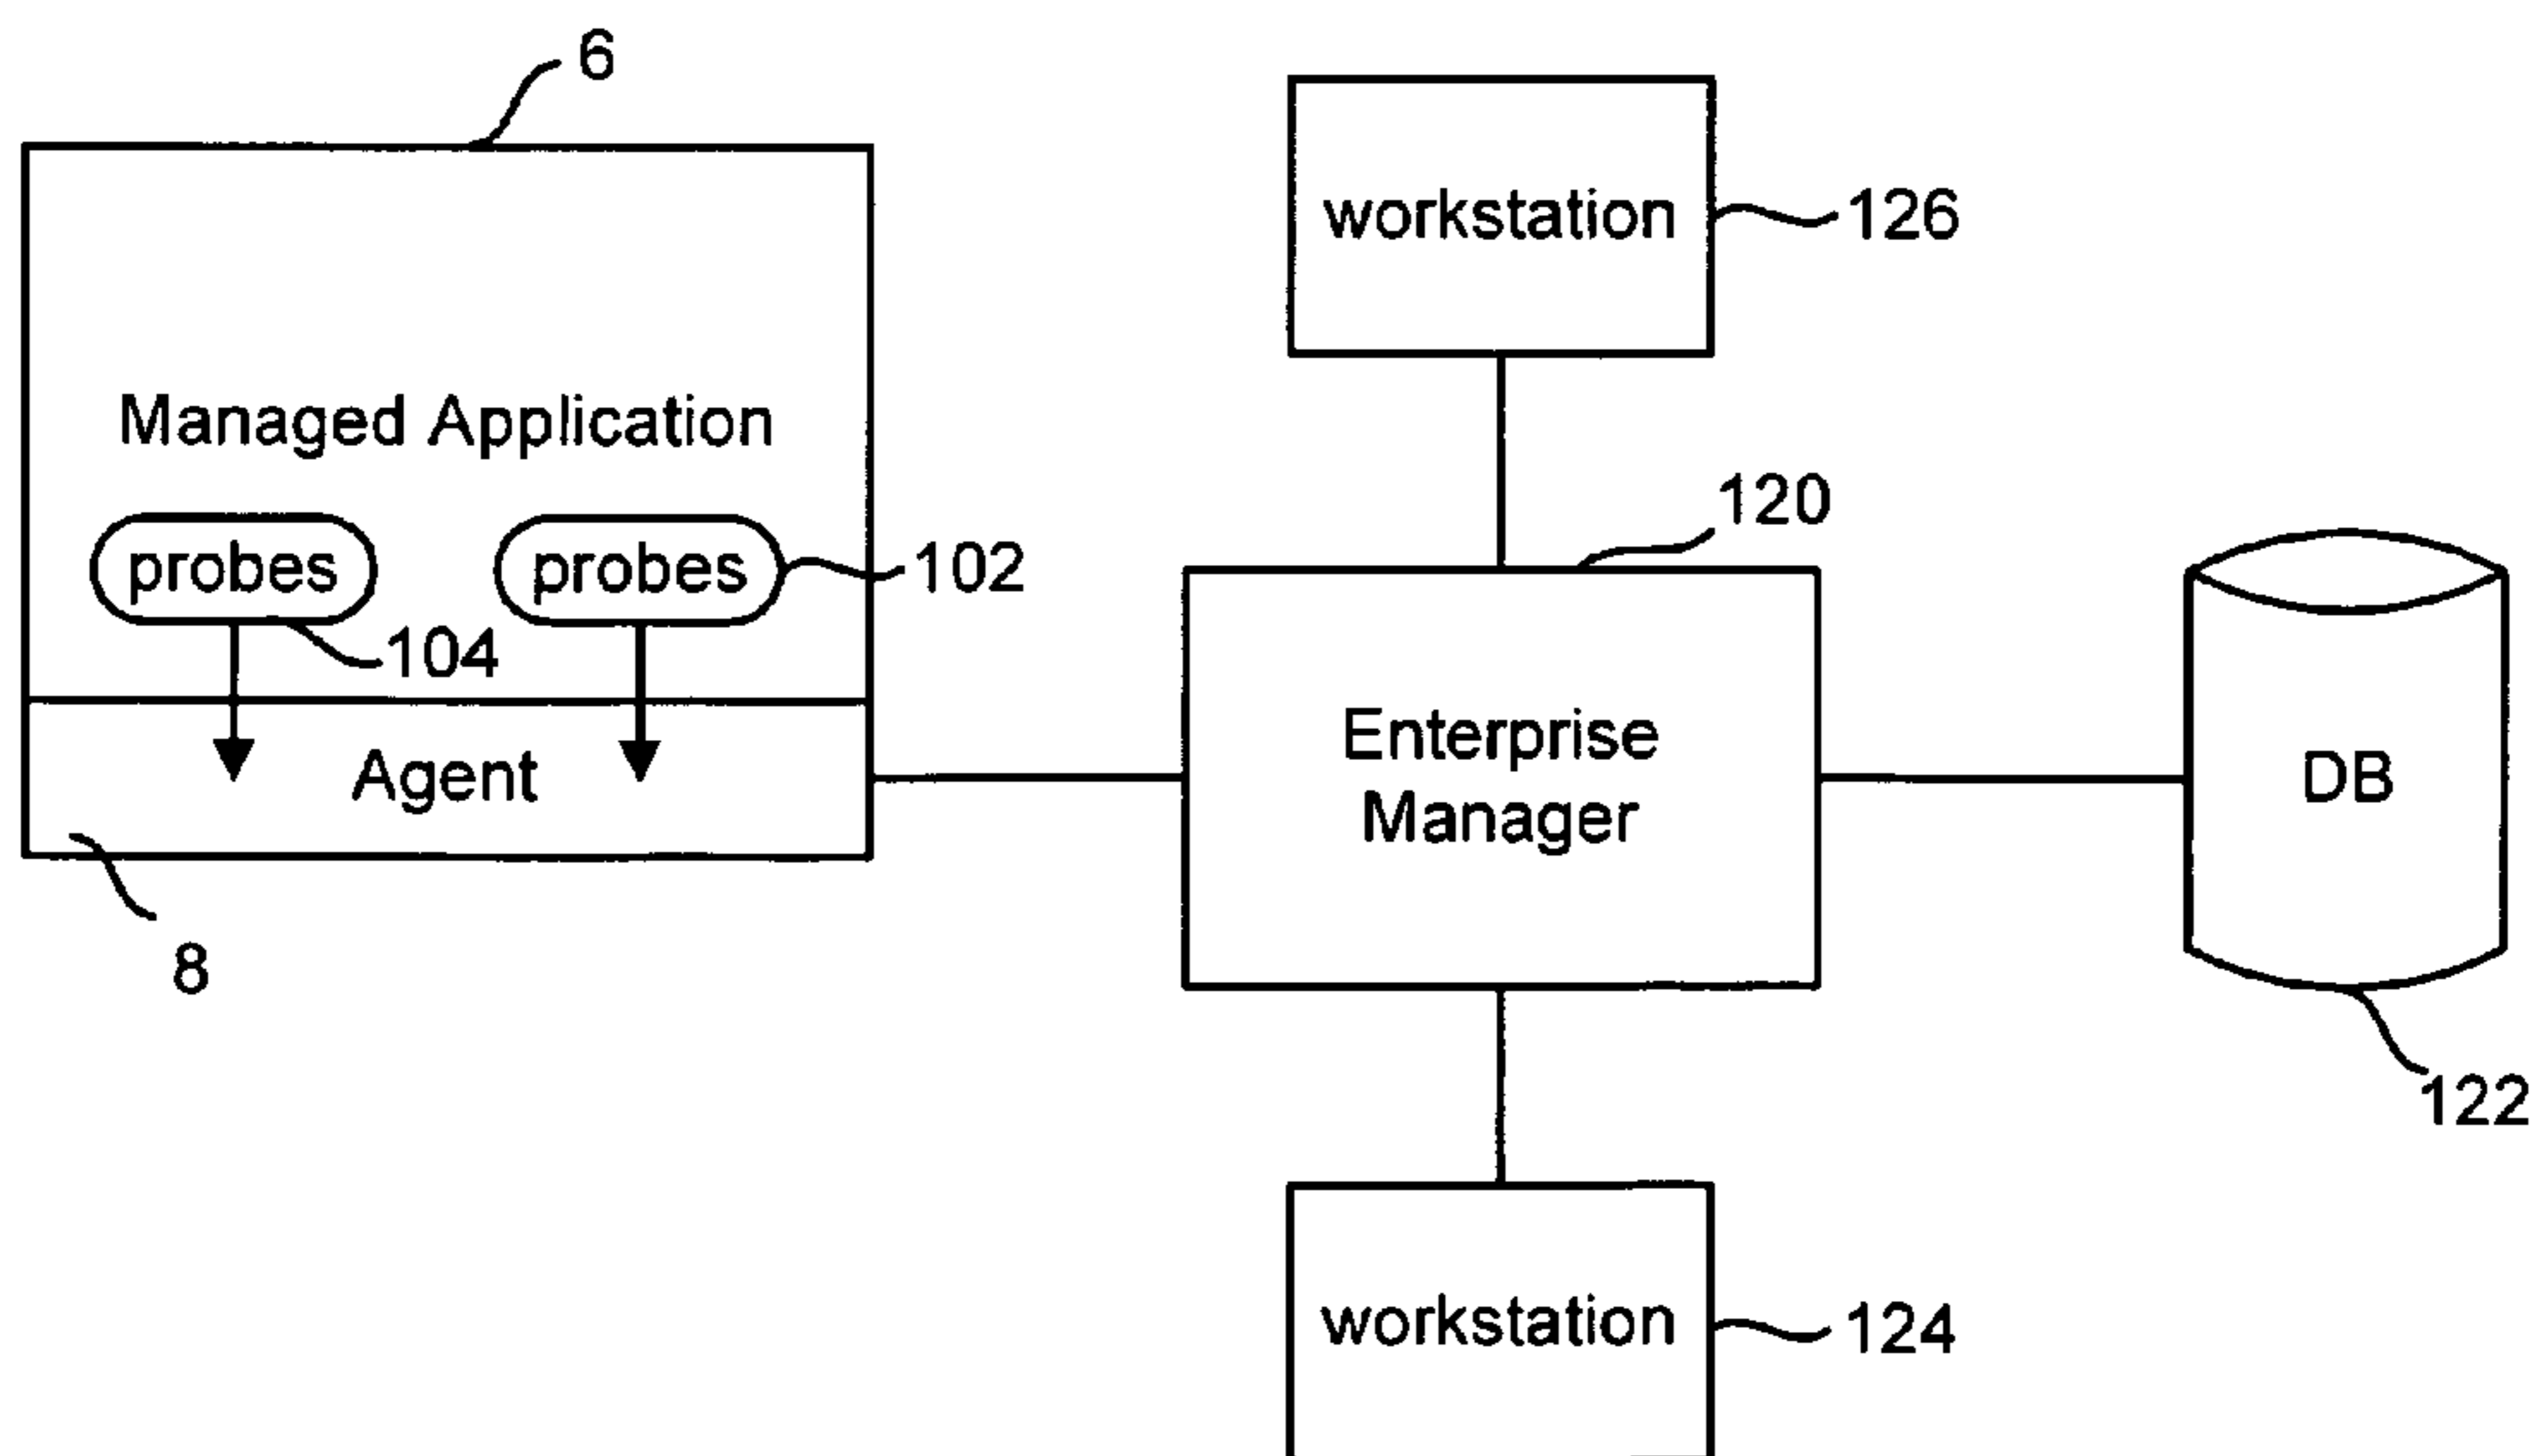 6
workstation
126
Managed Application
120
probes
probes
102
104
Enterprise
Manager
Agent
DB
8
122
workstation
124